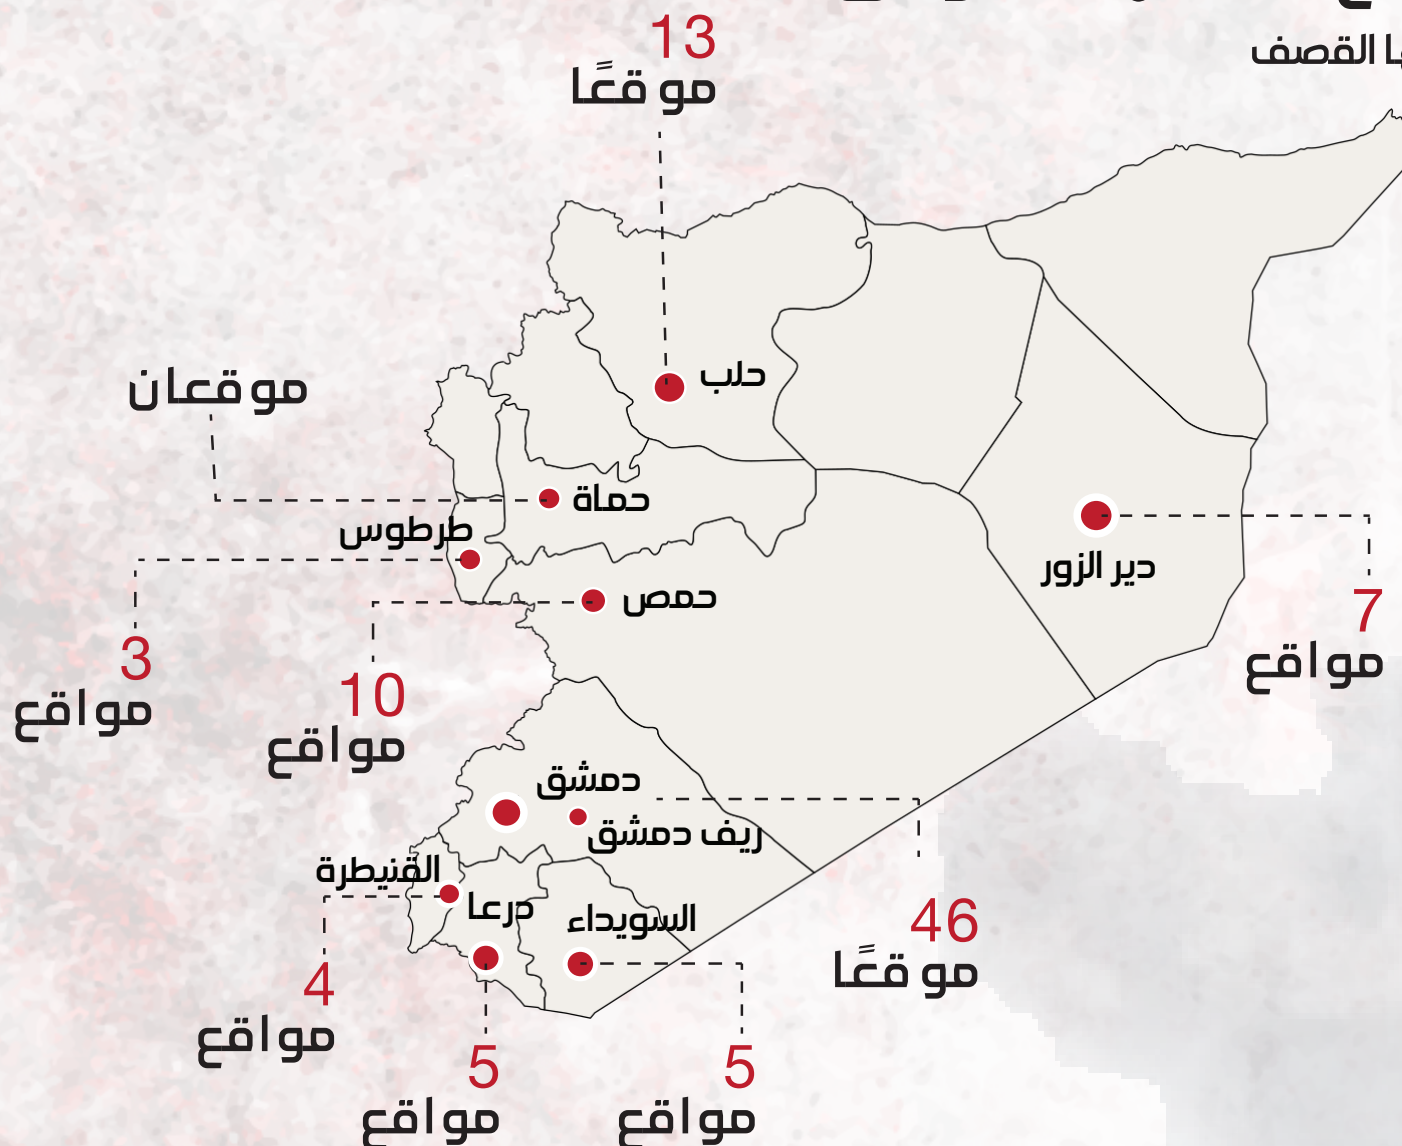 ها القصف
13
موقعًا
حلب
موقعان
حماة
طرطوس
3
مواقع
حمص
10
مواقع
دير الزور
7
مواقع
دمشق
ريف دمشق
46
موقعًا
القنيطرة
4
مواقع
درعا
5
مواقع
السويداء
5
مواقع